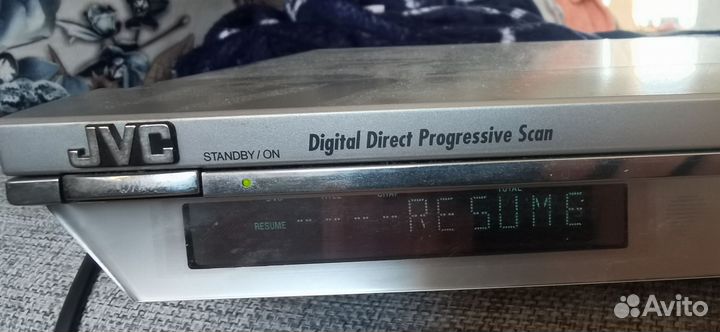 JVC
STANDBY/ON
Digital Direct Progressive Scan
TOTAL
RESUME -- -- - - RESUME
Avito